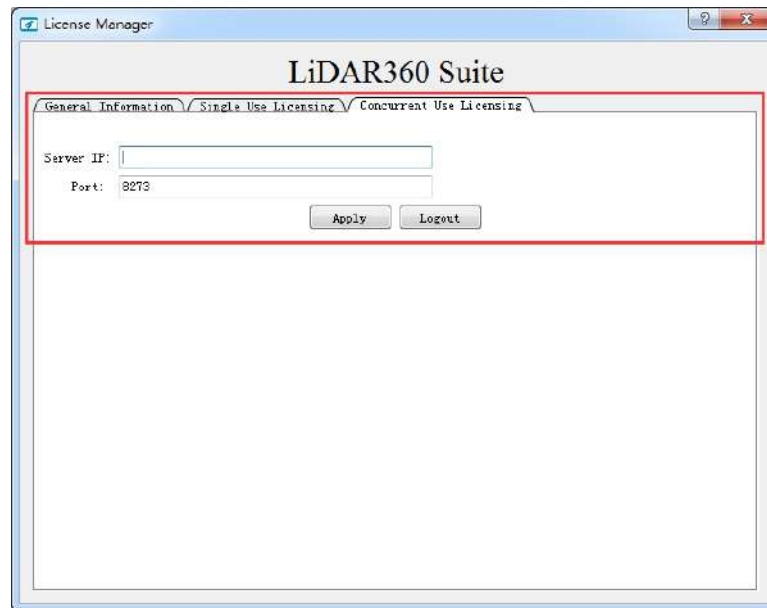 License Manager
LiDAR360 Suite
General Information Single Use Licensing Concurrent Use Licensing
Server IP:
Port: 8273
Apply Logout